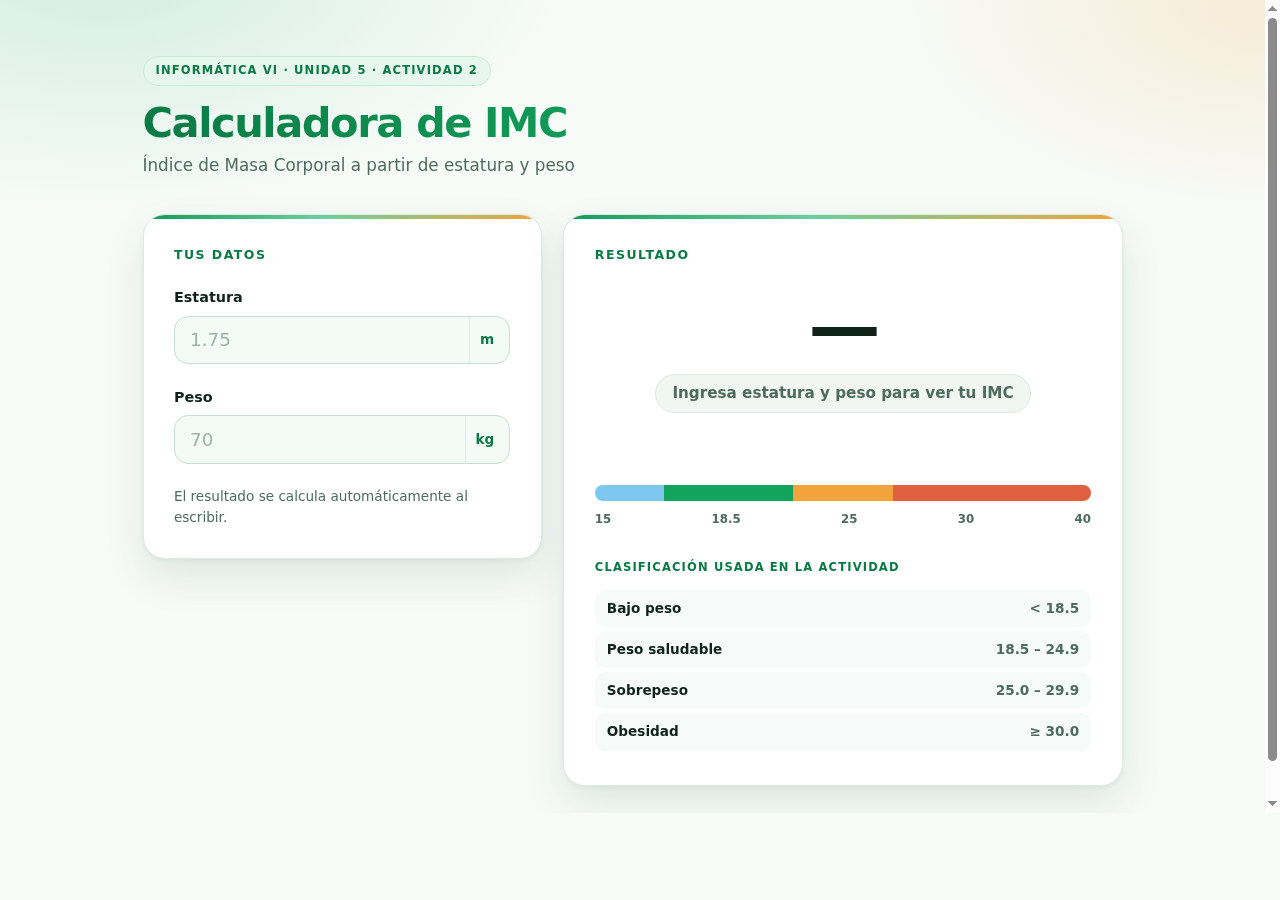 INFORMÁTICA VI · UNIDAD 5 · ACTIVIDAD 2
Calculadora de IMC
Índice de Masa Corporal a partir de estatura y peso
TUS DATOS
Estatura
1.75 m
Peso
70 kg
El resultado se calcula automáticamente al
escribir.
RESULTADO
—
Ingresa estatura y peso para ver tu IMC
15 18.5 25 30 40
CLASIFICACIÓN USADA EN LA ACTIVIDAD
Bajo peso < 18.5
Peso saludable 18.5 – 24.9
Sobrepeso 25.0 – 29.9
Obesidad ≥ 30.0